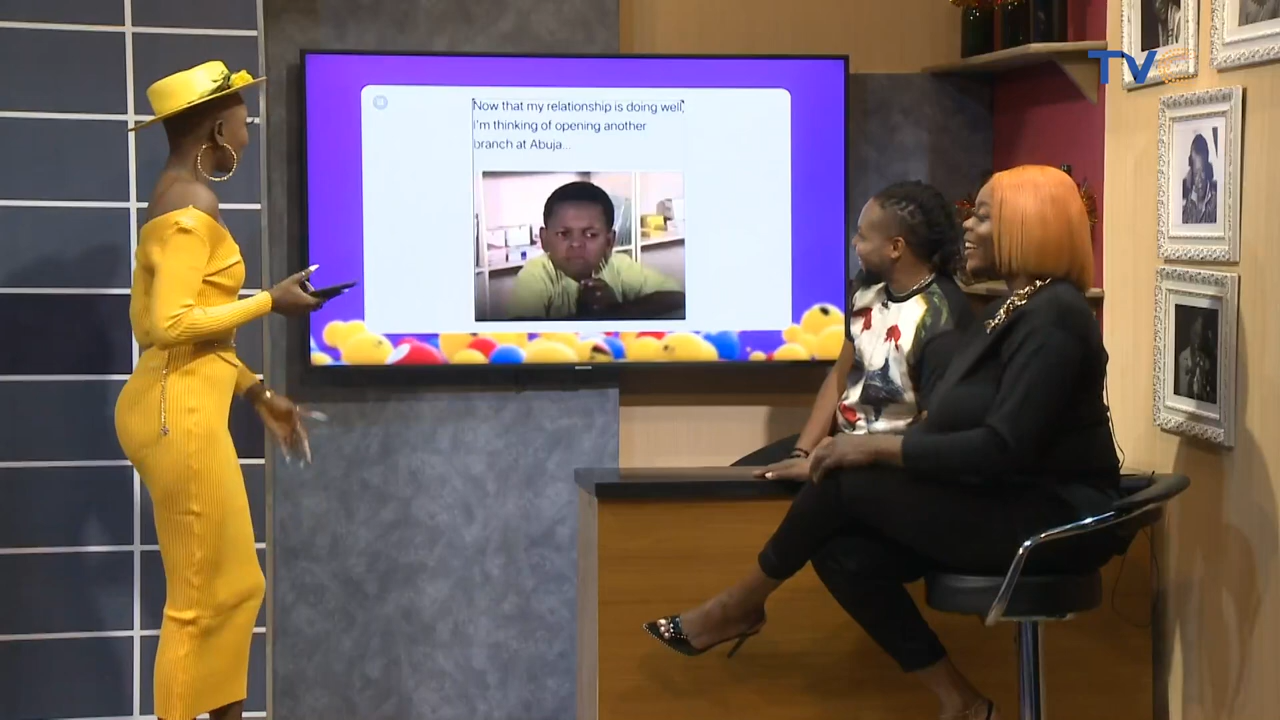 Now that my relationship is doing well,
I'm thinking of opening another
branch at Abuja...
TV